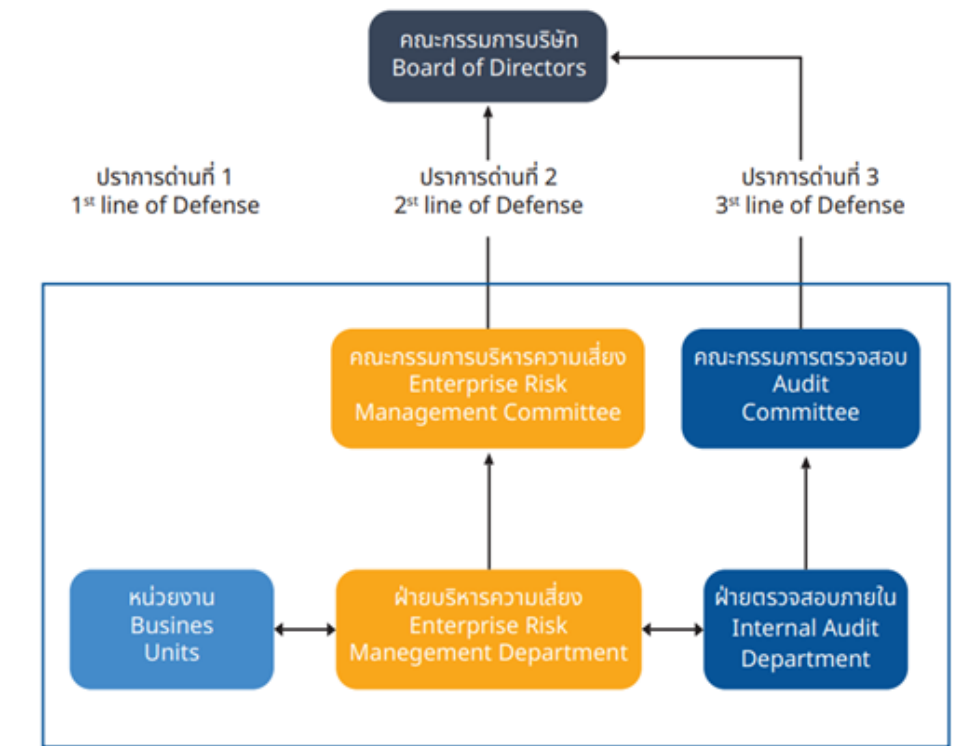 คณะกรรมการบริษัท
Board of Directors
ปราการด่านที่ 1
1st line of Defense
ปราการด่านที่ 2
2st line of Defense
ปราการด่านที่ 3
3st line of Defense
คณะกรรมการบริหารความเสี่ยง
Enterprise Risk
Management Committee
คณะกรรมการตรวจสอบ
Audit
Committee
หน่วยงาน
Busines
Units
ฝ่ายบริหารความเสี่ยง
Enterprise Risk
Manegement Department
ฝ่ายตรวจสอบภายใน
Internal Audit
Department